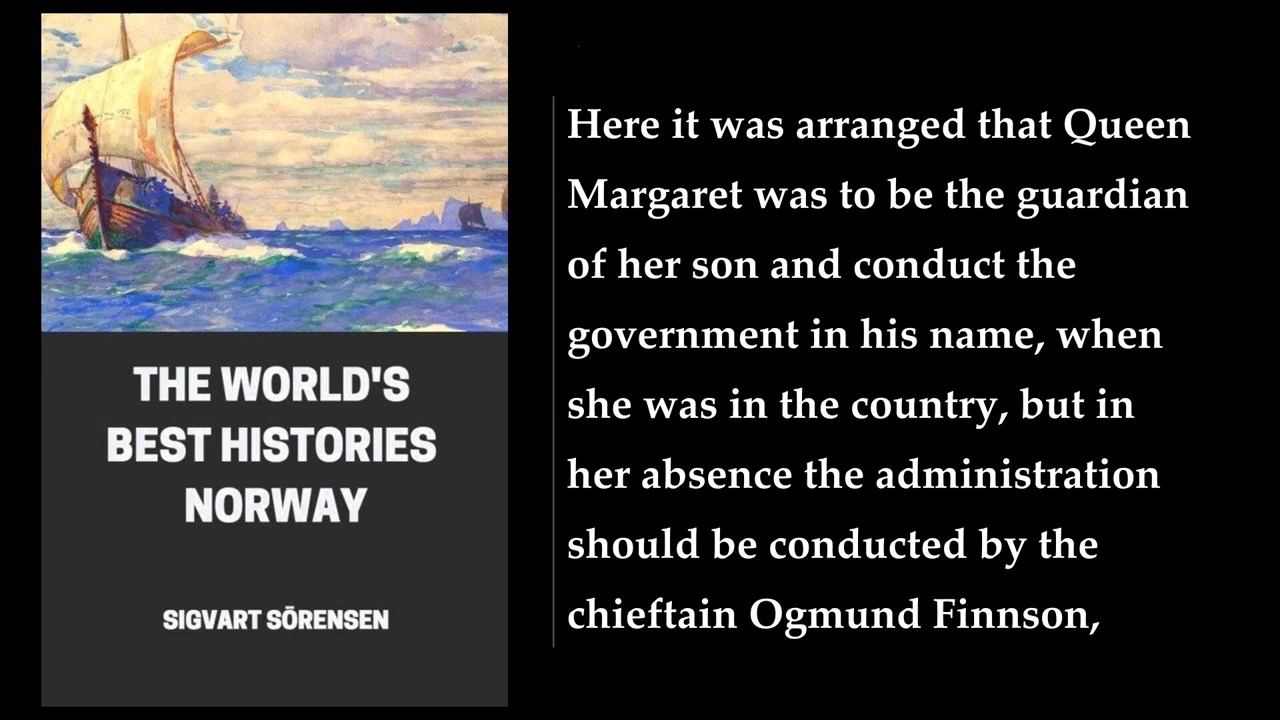 THE WORLD'S
BEST HISTORIES
NORWAY
SIGVART SÖRENSEN
Here it was arranged that Queen
Margaret was to be the guardian
of her son and conduct the
government in his name, when
she was in the country, but in
her absence the administration
should be conducted by the
chieftain Ogmund Finnson,